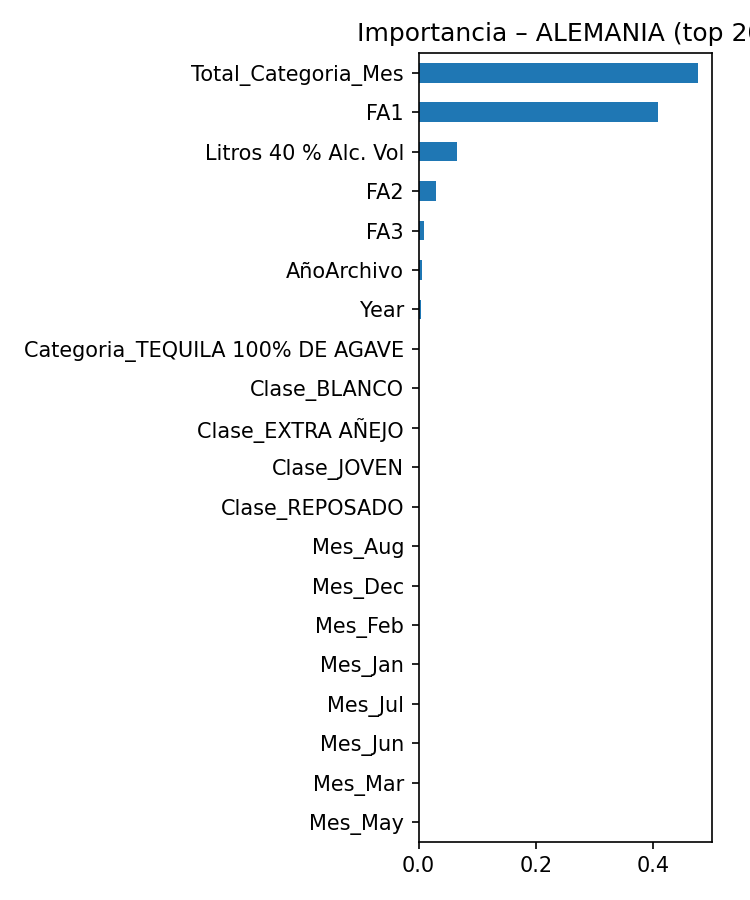 Importancia – ALEMANIA (top 20
Total_Categoria_Mes
FA1
Litros 40 % Alc. Vol
FA2
FA3
AñoArchivo
Year
Categoria_TEQUILA 100% DE AGAVE
Clase_BLANCO
Clase_EXTRA AÑEJO
Clase_JOVEN
Clase_REPOSADO
Mes_Aug
Mes_Dec
Mes_Feb
Mes_Jan
Mes_Jul
Mes_Jun
Mes_Mar
Mes_May
0.0 0.2 0.4